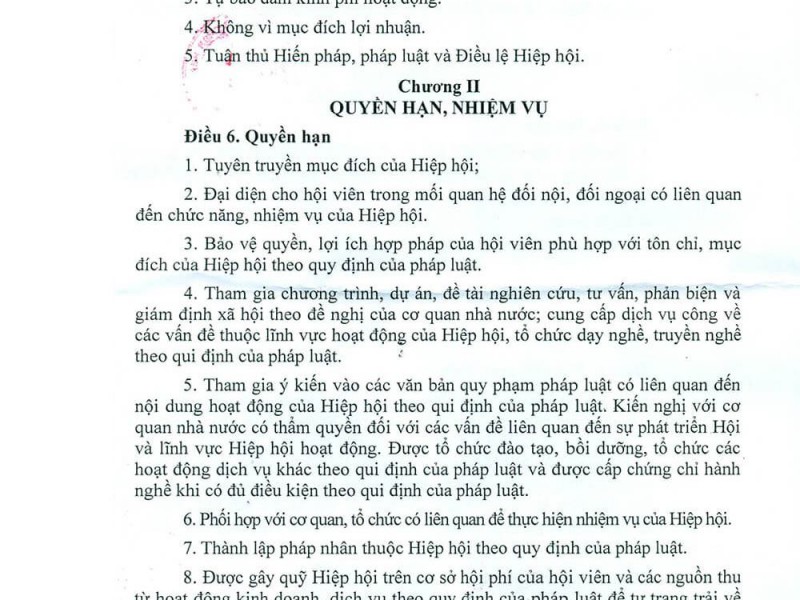 3. Tự bảo đảm kinh phí hoạt động.
4. Không vì mục đích lợi nhuận.
5. Tuận thủ Hiến pháp, pháp luật và Điều lệ Hiệp hội.
Chương II
QUYỀN HẠN, NHIỆM VỤ
Điều 6. Quyền hạn
1. Tuyên truyền mục đích của Hiệp hội;
2. Đại diện cho hội viên trong mối quan hệ đối nội, đối ngoại có liên quan
đến chức năng, nhiệm vụ của Hiệp hội.
3. Bảo vệ quyền, lợi ích hợp pháp của hội viên phù hợp với tôn chỉ, mục
đích của Hiệp hội theo quy định của pháp luật.
4. Tham gia chương trình, dự án, đề tài nghiên cứu, tư vấn, phản biện và
giám định xã hội theo đề nghị của cơ quan nhà nước; cung cấp dịch vụ công về
các vấn đề thuộc lĩnh vực hoạt động của Hiệp hội, tổ chức dạy nghề, truyền nghề
theo qui định của pháp luật.
5. Tham gia ý kiến vào các văn bản quy phạm pháp luật có liên quan đến
nội dung hoạt động của Hiệp hội theo qui định của pháp luật. Kiến nghị với cơ
quan nhà nước có thẩm quyền đối với các vấn đề liên quan đến sự phát triển Hội
và lĩnh vực Hiệp hội hoạt động. Được tổ chức đào tạo, bồi dưỡng, tổ chức các
hoạt động dịch vụ khác theo qui định của pháp luật và được cấp chứng chỉ hành
nghề khi có đủ điều kiện theo qui định của pháp luật.
6. Phối hợp với cơ quan, tổ chức có liên quan để thực hiện nhiệm vụ của Hiệp hội.
7. Thành lập pháp nhân thuộc Hiệp hội theo quy định của pháp luật.
8. Được gây quỹ Hiệp hội trên cơ sở hội phí của hội viên và các nguồn thu
từ hoạt động kinh doanh, dịch vụ theo quy định của pháp luật để tự trang trải về